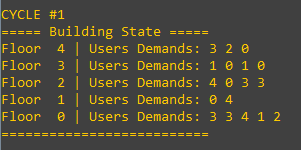 CYCLE #1
===== Building State =====
Floor  4 | Users Demands: 3 2 0
Floor  3 | Users Demands: 1 0 1 0
Floor  2 | Users Demands: 4 0 3 3
Floor  1 | Users Demands: 0 4
Floor  0 | Users Demands: 3 3 4 1 2
==========================